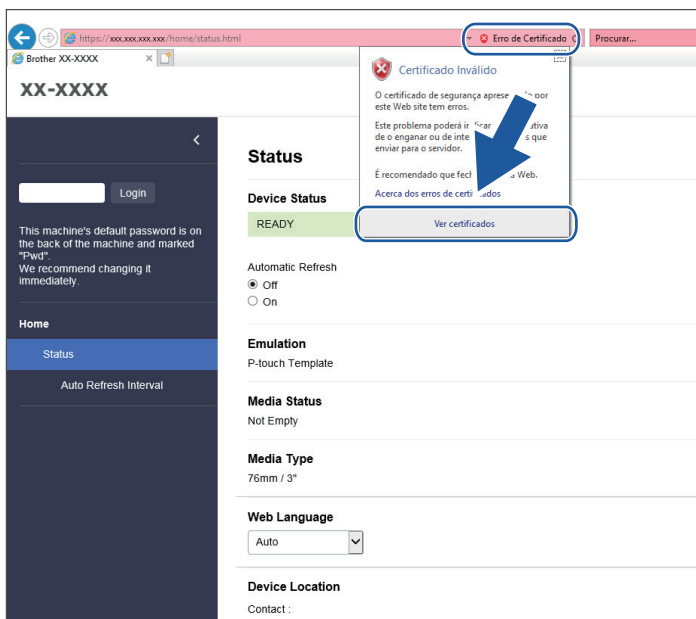 https://xxx.xxx.xxx.xxx/home/status.html
Erro de Certificado
Procurar...
Brother XX-XXXX
XX-XXXX
Login
This machine's default password is on
the back of the machine and marked
"Pwd".
We recommend changing it
immediately.
Home
Status
Auto Refresh Interval
Certificado Inválido
O certificado de segurança por
este Web site tem erros.
Este problema poderá
de o enganar ou de que
enviar para o servidor.
É recomendado que Web.
Acerca dos erros de
Ver certificados
Status
Device Status
READY
Automatic Refresh
Off
On
Emulation
P-touch Template
Media Status
Not Empty
Media Type
76mm / 3"
Web Language
Auto
Device Location
Contact :